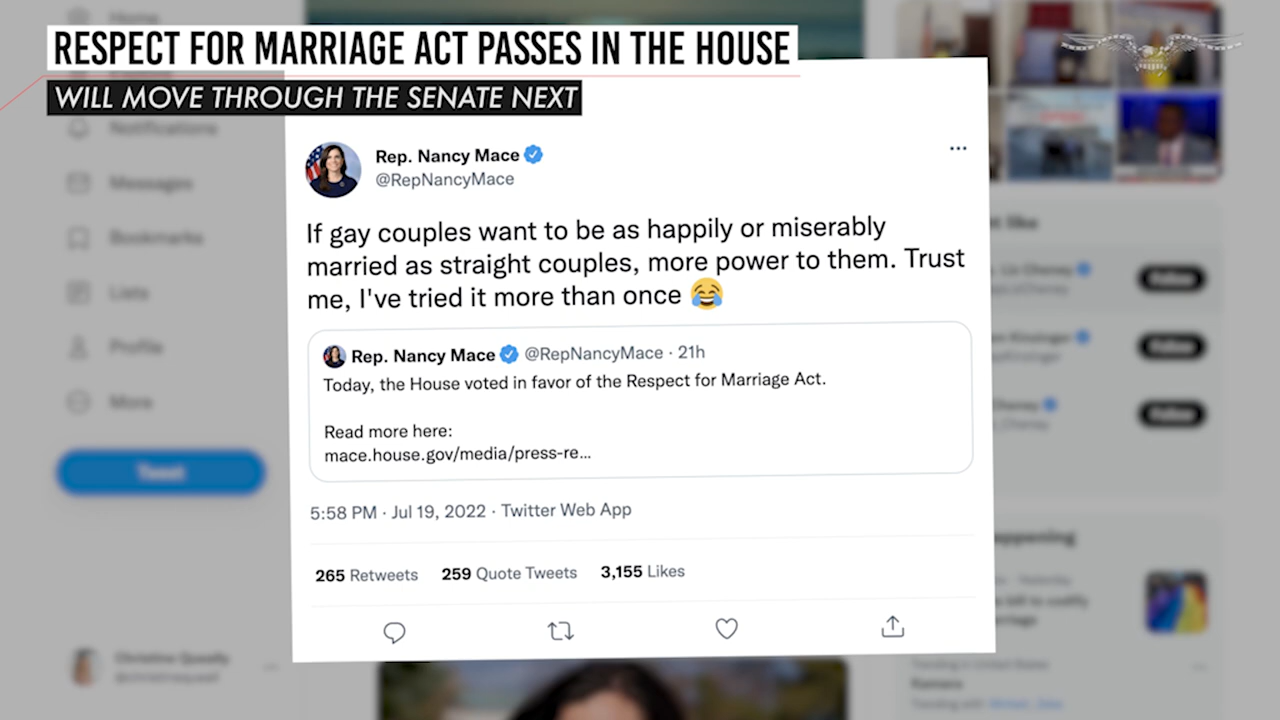 RESPECT FOR MARRIAGE ACT PASSES IN THE HOUSE
WILL MOVE THROUGH THE SENATE NEXT
Home
Notifications
Messages
Bookmarks
Lists
Profile
More
Tweet
Rep. Nancy Mace
@RepNancyMace
If gay couples want to be as happily or miserably
married as straight couples, more power to them. Trust
me, I've tried it more than once 😂
Rep. Nancy Mace @RepNancyMace · 21h
Today, the House voted in favor of the Respect for Marriage Act.
Read more here:
mace.house.gov/media/press-re...
5:58 PM · Jul 19, 2022 · Twitter Web App
265 Retweets 259 Quote Tweets 3,155 Likes
Follow
Follow
Follow